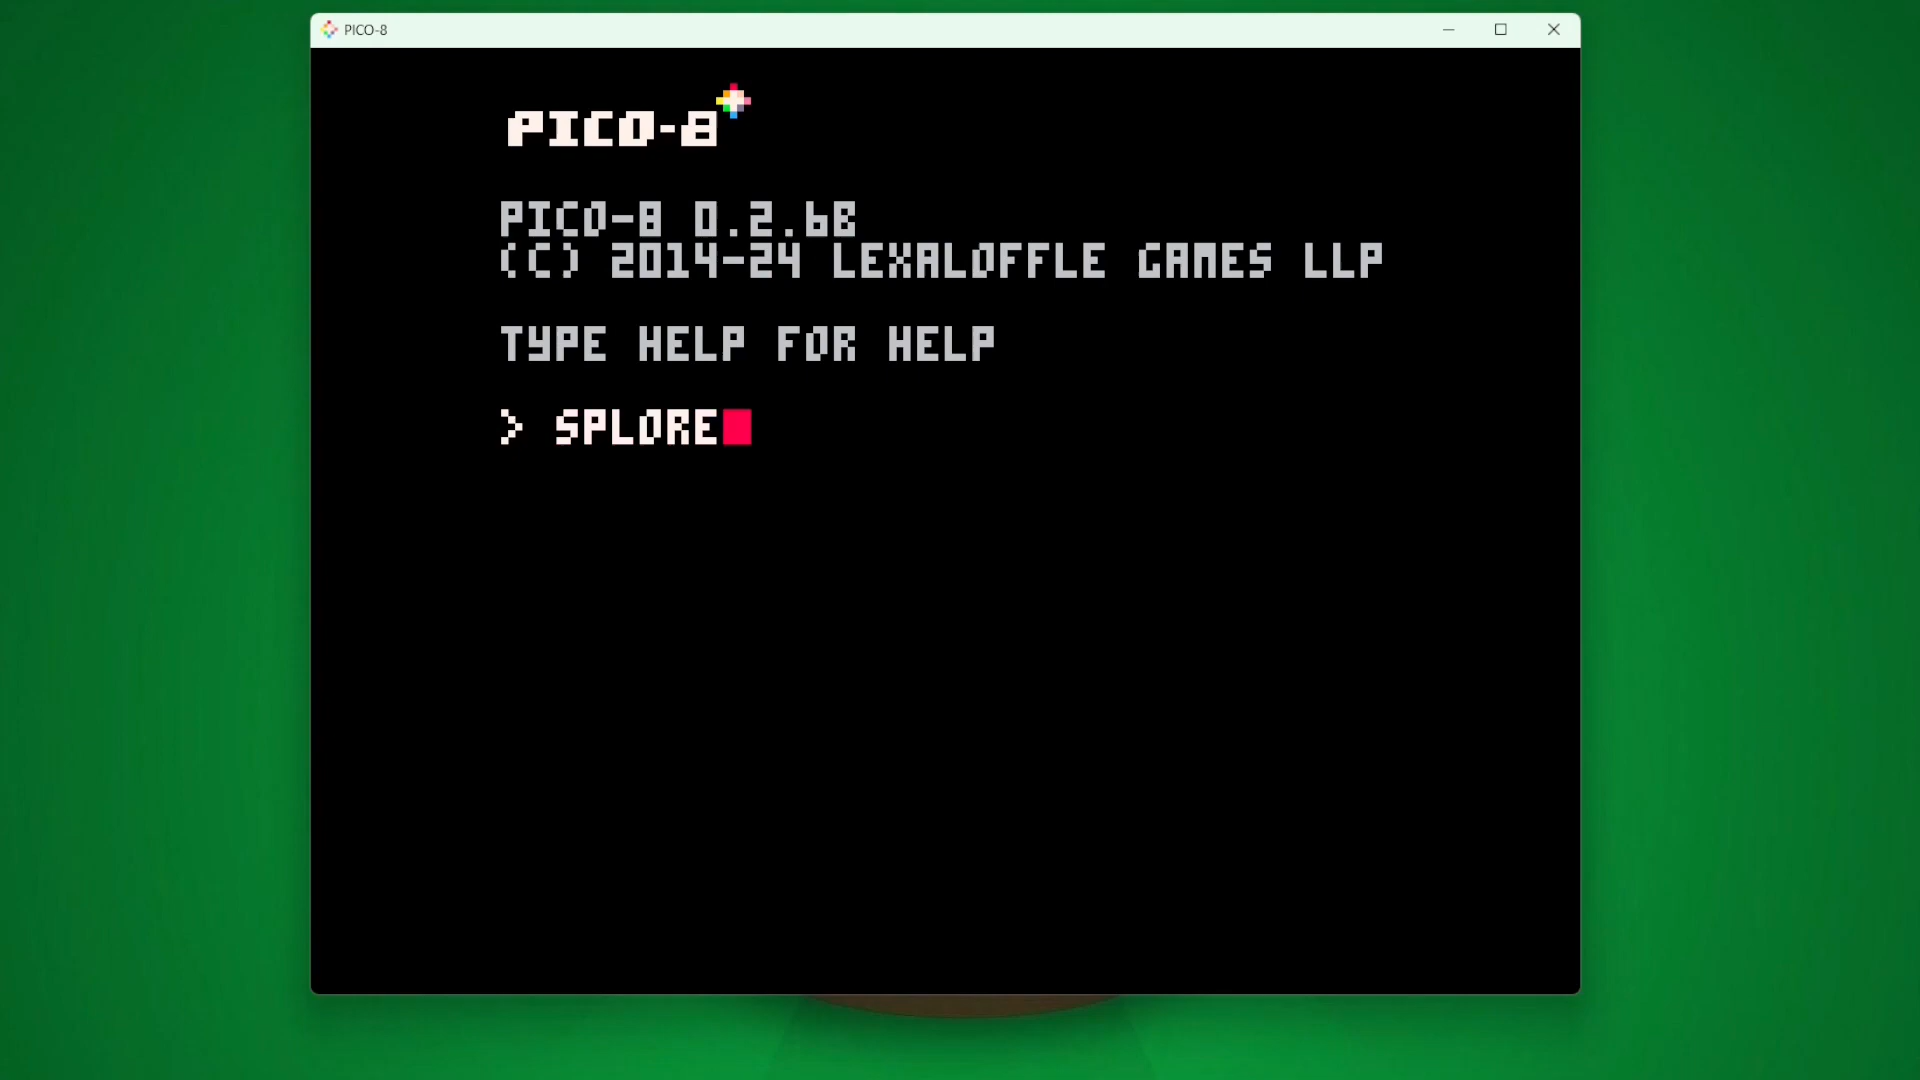 PICO-8
PICO-8
PICO-8 0.2.6B
(C) 2014-24 LEXALOFFLE GAMES LLP
TYPE HELP FOR HELP
> SPLORE